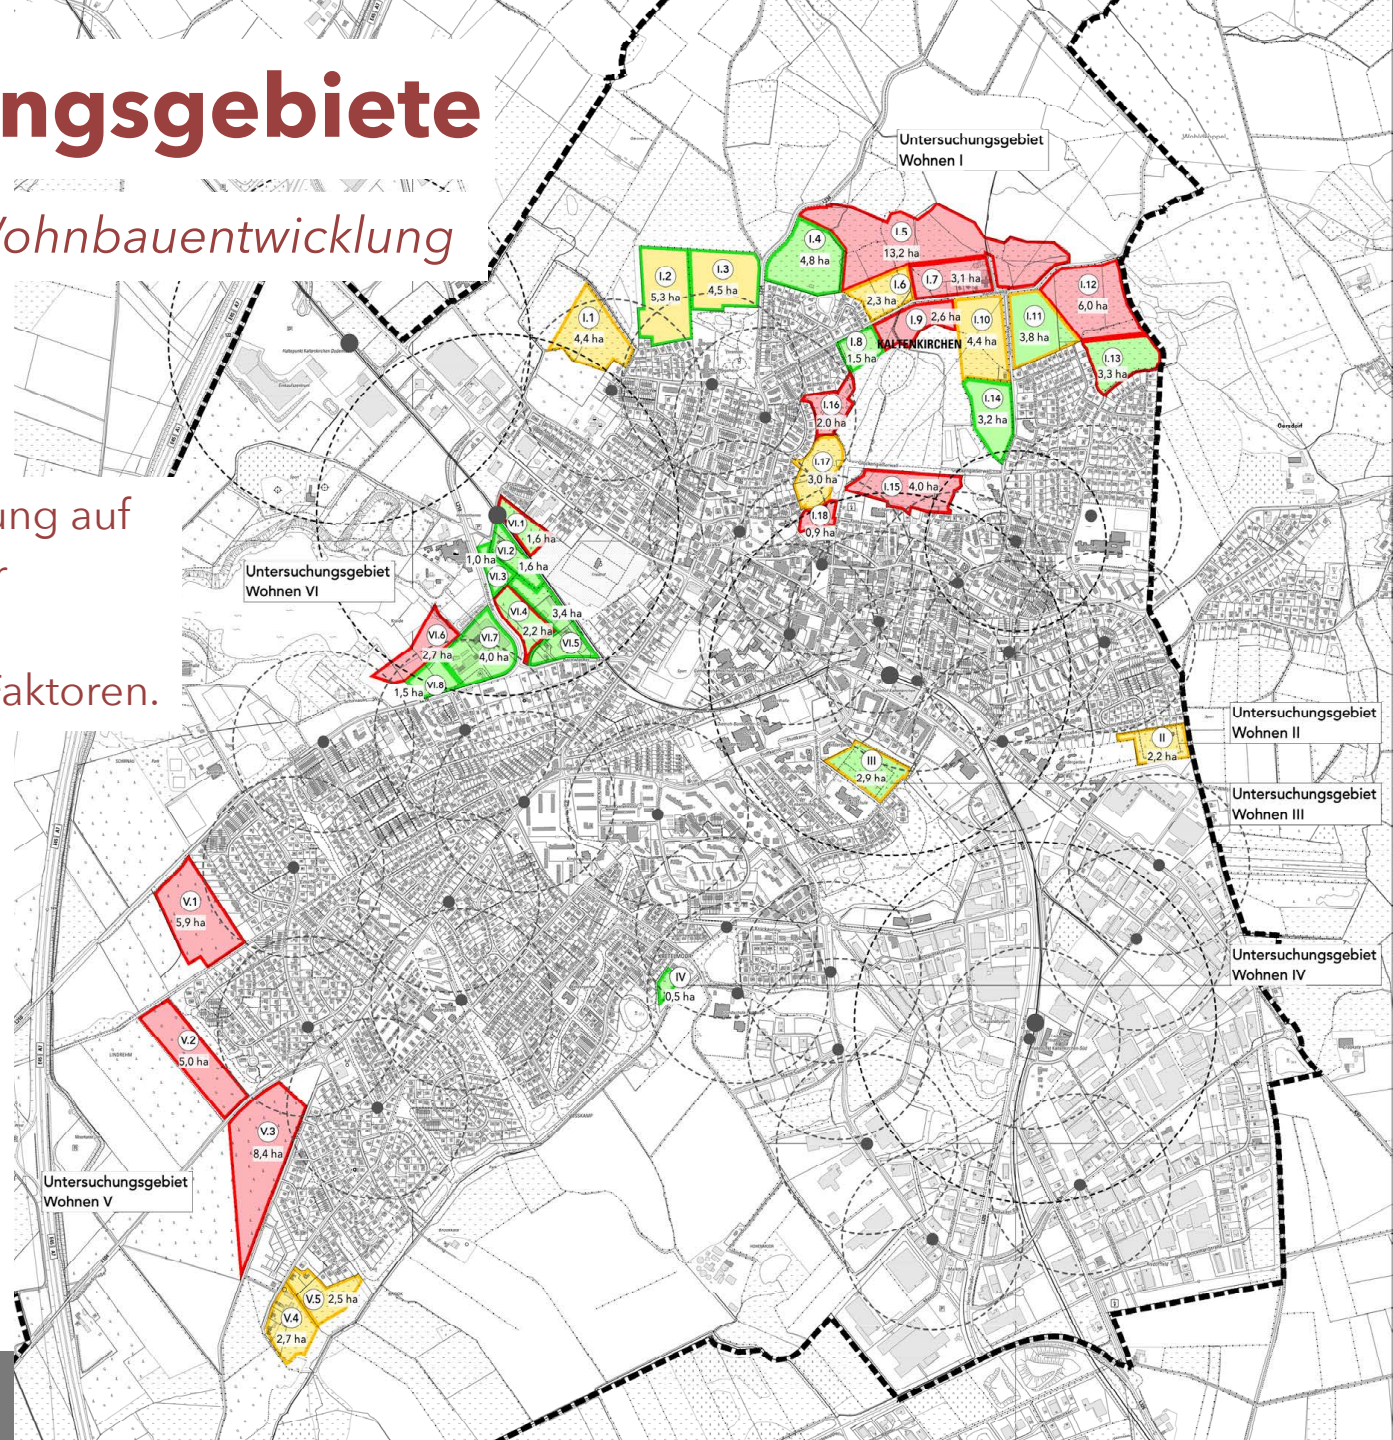 ngsgebiete
Wohnbauentwicklung
ung auf
r
Faktoren.
Untersuchungsgebiet
Wohnen I
I.1
4,4 ha
I.2
5,3 ha
I.3
4,5 ha
I.4
4,8 ha
I.5
13,2 ha
I.6
2,3 ha
I.7 3,1 ha
I.8
1,5 ha
I.9 2,6 ha
KALTENKIRCHEN
I.10
4,4 ha
I.11
3,8 ha
I.12
6,0 ha
I.13
3,3 ha
I.14
3,2 ha
I.15 4,0 ha
I.16
2.0 ha
I.17
3,0 ha
I.18
0,9 ha
Gersdorf
Untersuchungsgebiet
Wohnen VI
VI.1
1,6 ha
VI.2
1,0 ha
1,6 ha
VI.3
VI.4
3,4 ha
2,2 ha
VI.5
VI.6
2,7 ha
VI.7
4,0 ha
VI.8
1,5 ha
Untersuchungsgebiet
Wohnen II
II
2,2 ha
Untersuchungsgebiet
Wohnen III
III
2,9 ha
Untersuchungsgebiet
Wohnen IV
IV
0,5 ha
Untersuchungsgebiet
Wohnen V
V.1
5,9 ha
V.2
5,0 ha
V.3
8,4 ha
V.5 2,5 ha
V.4
2,7 ha